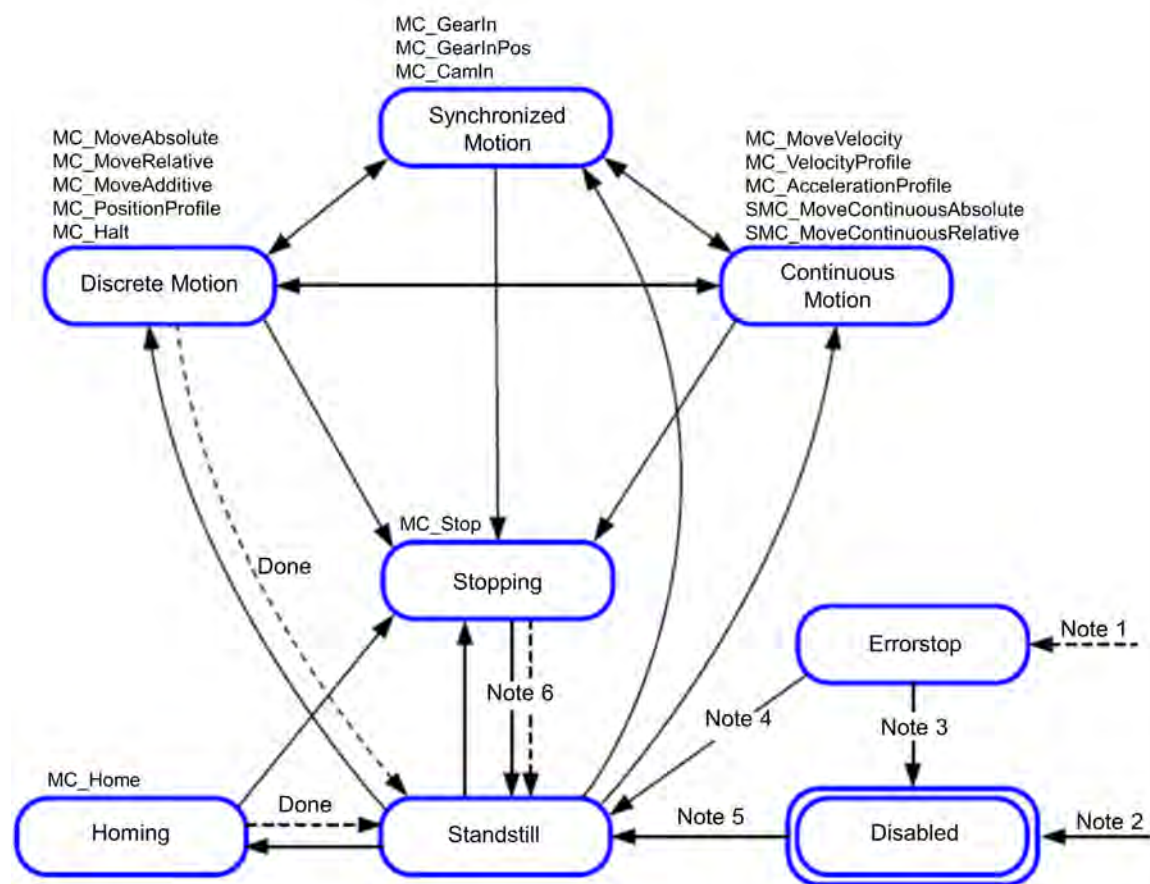 MC_GearIn
MC_GearInPos
MC_CamIn
Synchronized
Motion
MC_MoveAbsolute
MC_MoveRelative
MC_MoveAdditive
MC_PositionProfile
MC_Halt
Discrete Motion
MC_MoveVelocity
MC_VelocityProfile
MC_AccelerationProfile
SMC_MoveContinuousAbsolute
SMC_MoveContinuousRelative
Continuous
Motion
Done
MC_Stop
Stopping
Note 6
Errorstop
Note 1
Note 4
Note 3
MC_Home
Homing
Done
Standstill
Note 5
Disabled
Note 2